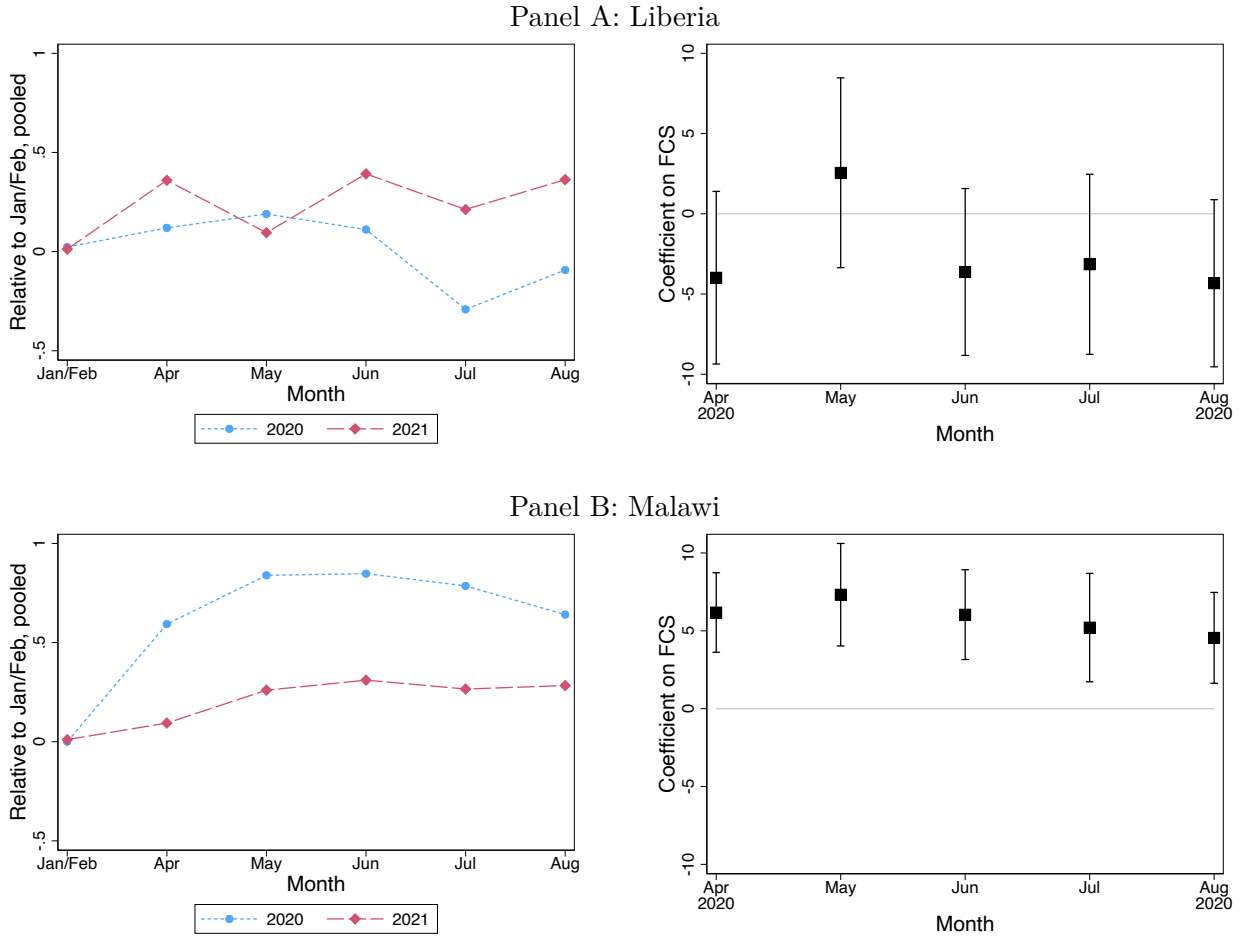 Panel A: Liberia
Relative to Jan/Feb, pooled
1
.5
0
-.5
Jan/Feb Apr May Jun Jul Aug
Month
2020 2021
Coefficient on FCS
10
5
0
-5
-10
Apr May Jun Jul Aug
2020 2020
Month
Panel B: Malawi
Relative to Jan/Feb, pooled
1
.5
0
-.5
Jan/Feb Apr May Jun Jul Aug
Month
2020 2021
Coefficient on FCS
10
5
0
-5
-10
Apr May Jun Jul Aug
2020 2020
Month